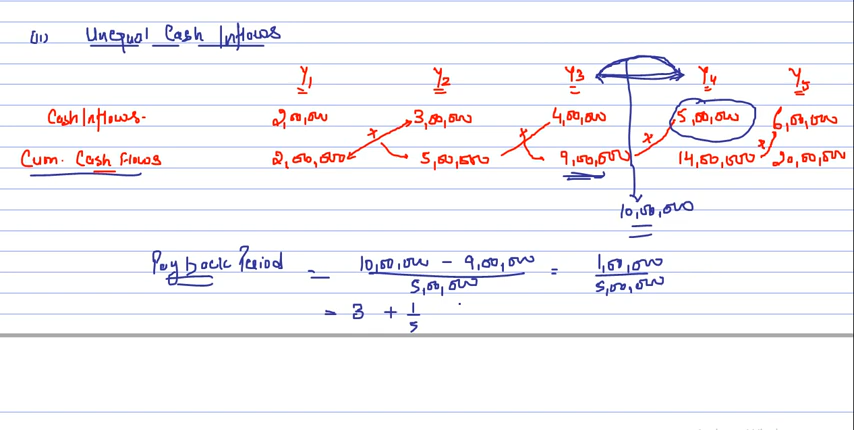 (ii) Unequal Cash Inflows
Y1 Y2 Y3 Y4 Y5
Cash Inflows. 2,00,000 3,00,000 4,00,000 5,00,000 6,00,000
Cum. Cash Flows 2,00,000 5,00,000 9,00,000 14,00,000 20,00,000
10,00,000
Payback Period = 10,00,000 - 9,00,000 / 5,00,000 = 1,00,000 / 5,00,000
= 3 + 1/5